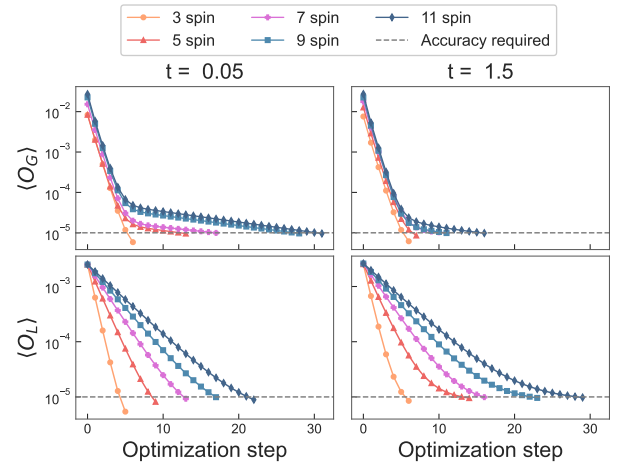 3 spin 7 spin 11 spin
5 spin 9 spin Accuracy required
t = 0.05 t = 1.5
⟨O_G⟩
10⁻²
10⁻³
10⁻⁴
10⁻⁵
⟨O_L⟩
10⁻³
10⁻⁴
10⁻⁵
0 10 20 30 0 10 20 30
Optimization step Optimization step